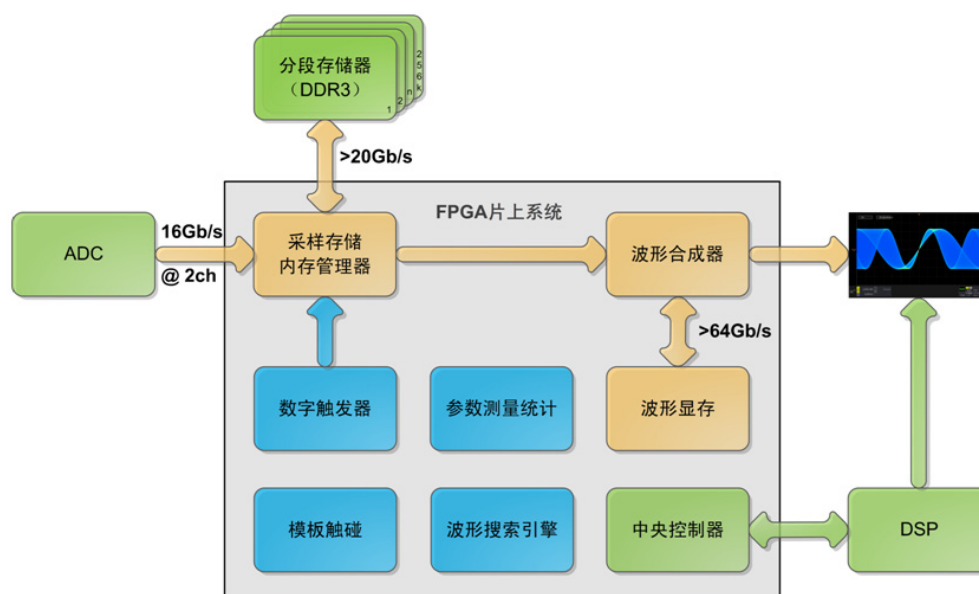 分段存储器
（DDR3）
1
2
n
256k
>20Gb/s
FPGA片上系统
ADC
16Gb/s
@ 2ch
采样存储
内存管理器
波形合成器
>64Gb/s
数字触发器
参数测量统计
波形显存
模板触碰
波形搜索引擎
中央控制器
DSP